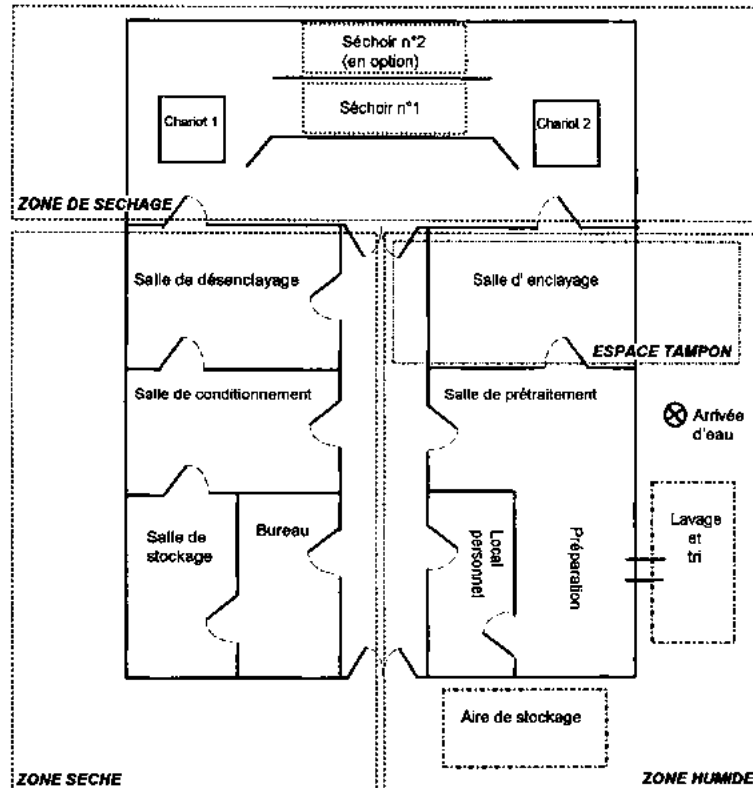 Séchoir n°2
(en option)
Séchoir n°1
Chariot 1
Chariot 2
ZONE DE SECHAGE
Salle de désenclayage
Salle d' enclayage
ESPACE TAMPON
Salle de conditionnement
Salle de prétraitement
Arrivée
d'eau
Salle de
stockage
Bureau
Local
personnel
Préparation
Lavage
et
tri
Aire de stockage
ZONE SECHE
ZONE HUMIDE